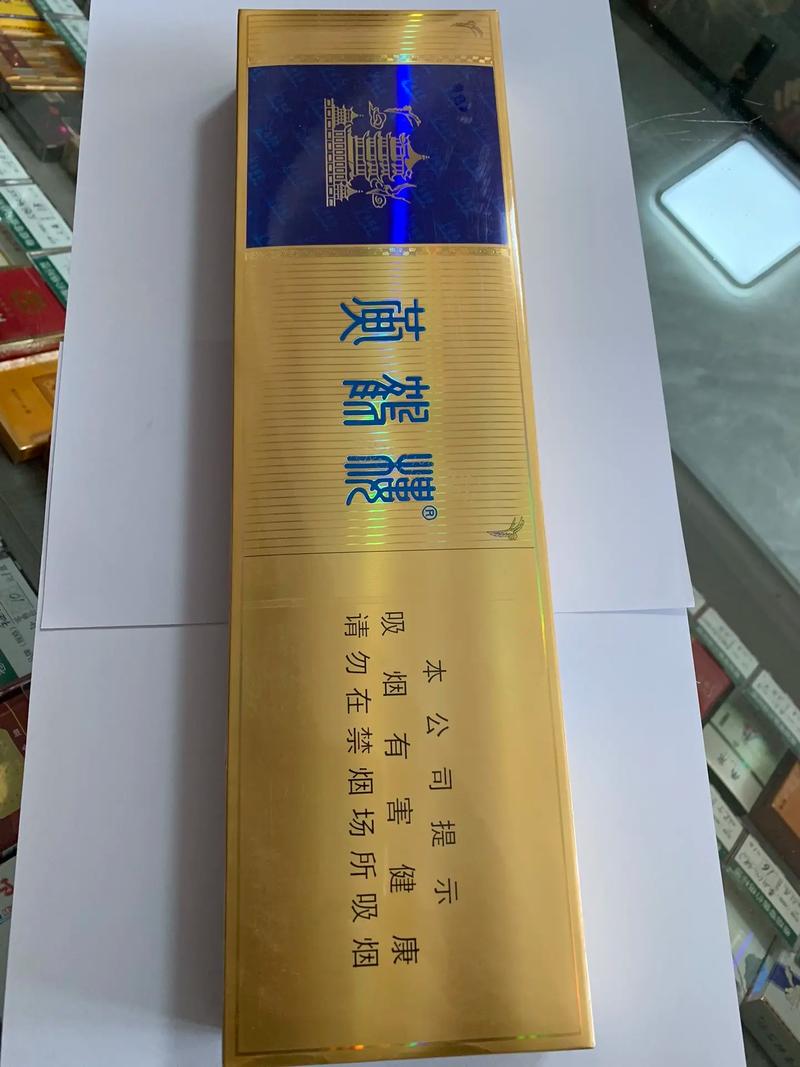 黄鹤楼®
本公司提示
吸烟有害健康
请勿在禁烟场所吸烟